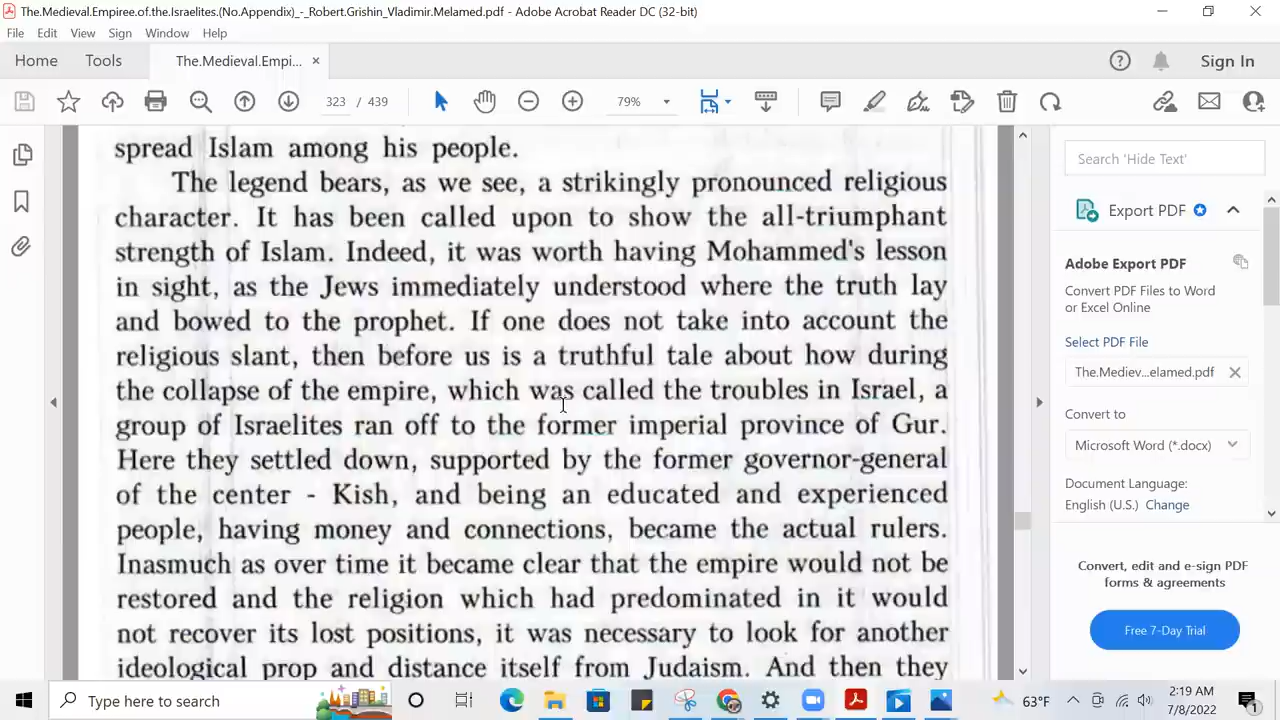 The.Medieval.Empiree.of.the.Israelites.(No.Appendix)_-_Robert.Grishin_Vladimir.Melamed.pdf - Adobe Acrobat Reader DC (32-bit)
File Edit View Sign Window Help
Home Tools The.Medieval.Empi... × Sign In
323 / 439 79%
spread Islam among his people.
The legend bears, as we see, a strikingly pronounced religious
character. It has been called upon to show the all-triumphant
strength of Islam. Indeed, it was worth having Mohammed's lesson
in sight, as the Jews immediately understood where the truth lay
and bowed to the prophet. If one does not take into account the
religious slant, then before us is a truthful tale about how during
the collapse of the empire, which was called the troubles in Israel, a
group of Israelites ran off to the former imperial province of Gur.
Here they settled down, supported by the former governor-general
of the center - Kish, and being an educated and experienced
people, having money and connections, became the actual rulers.
Inasmuch as over time it became clear that the empire would not be
restored and the religion which had predominated in it would
not recover its lost positions, it was necessary to look for another
ideological prop and distance itself from Judaism. And then they
Search 'Hide Text'
Export PDF
Adobe Export PDF
Convert PDF Files to Word
or Excel Online
Select PDF File
The.Mediev...elamed.pdf
Convert to
Microsoft Word (*.docx)
Document Language:
English (U.S.) Change
Convert, edit and e-sign PDF
forms & agreements
Free 7-Day Trial
Type here to search
63°F
2:19 AM
7/8/2022
1